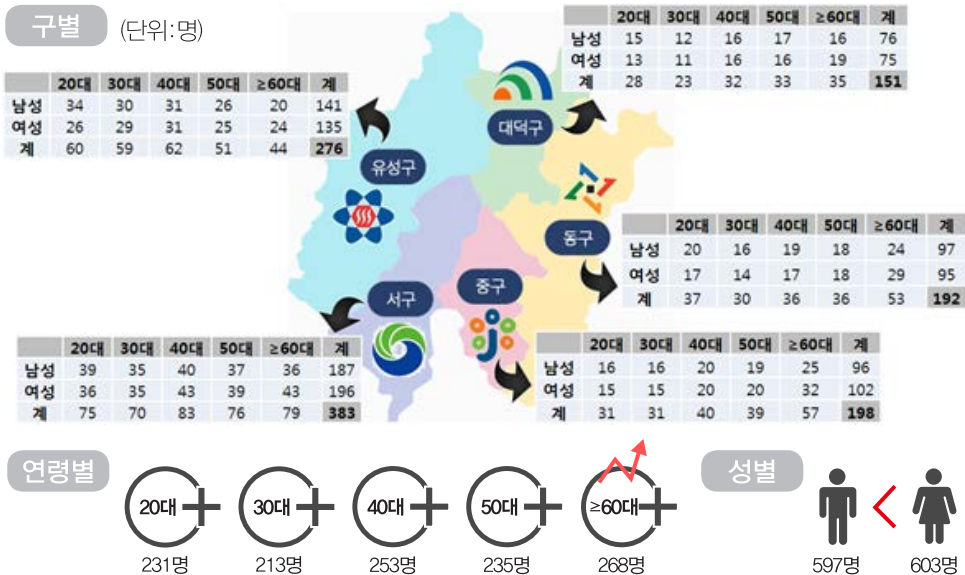 구별 (단위:명)
20대 30대 40대 50대 ≥60대 계
남성 15 12 16 17 16 76
여성 13 11 16 16 19 75
계 28 23 32 33 35 151
20대 30대 40대 50대 ≥60대 계
남성 34 30 31 26 20 141
여성 26 29 31 25 24 135
계 60 59 62 51 44 276
대덕구
유성구
동구
20대 30대 40대 50대 ≥60대 계
남성 20 16 19 18 24 97
여성 17 14 17 18 29 95
계 37 30 36 36 53 192
서구
중구
20대 30대 40대 50대 ≥60대 계
남성 39 35 40 37 36 187
여성 36 35 43 39 43 196
계 75 70 83 76 79 383
20대 30대 40대 50대 ≥60대 계
남성 16 16 20 19 25 96
여성 15 15 20 20 32 102
계 31 31 40 39 57 198
연령별
20대 30대 40대 50대 ≥60대
231명 213명 253명 235명 268명
성별
<
597명 603명